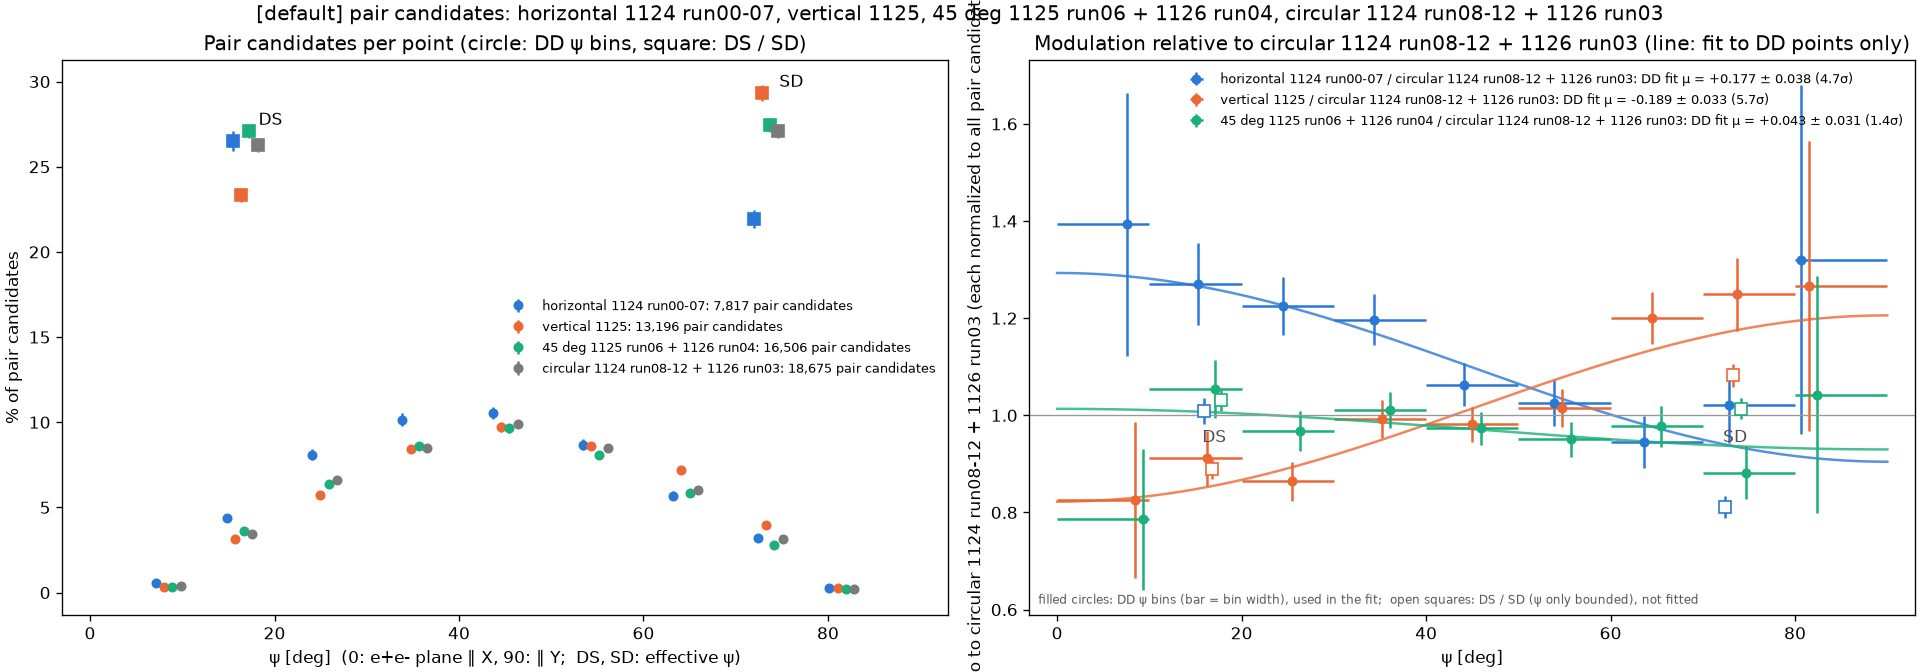 [default] pair candidates: horizontal 1124 run00-07, vertical 1125, 45 deg 1125 run06 + 1126 run04, circular 1124 run08-12 + 1126 run03
Pair candidates per point (circle: DD ψ bins, square: DS / SD)
% of pair candidates
30
25
20
15
10
5
0
DS
SD
horizontal 1124 run00-07: 7,817 pair candidates
vertical 1125: 13,196 pair candidates
45 deg 1125 run06 + 1126 run04: 16,506 pair candidates
circular 1124 run08-12 + 1126 run03: 18,675 pair candidates
0 20 40 60 80
ψ [deg] (0: e+e- plane ∥ X, 90: ∥ Y; DS, SD: effective ψ)
Modulation relative to circular 1124 run08-12 + 1126 run03 (line: fit to DD points only)
o to circular 1124 run08-12 + 1126 run03 (each normalized to all pair candidat
horizontal 1124 run00-07 / circular 1124 run08-12 + 1126 run03: DD fit μ = +0.177 ± 0.038 (4.7σ)
vertical 1125 / circular 1124 run08-12 + 1126 run03: DD fit μ = -0.189 ± 0.033 (5.7σ)
45 deg 1125 run06 + 1126 run04 / circular 1124 run08-12 + 1126 run03: DD fit μ = +0.043 ± 0.031 (1.4σ)
1.6
1.4
1.2
1.0
0.8
0.6
DS
SD
filled circles: DD ψ bins (bar = bin width), used in the fit; open squares: DS / SD (ψ only bounded), not fitted
0 20 40 60 80
ψ [deg]